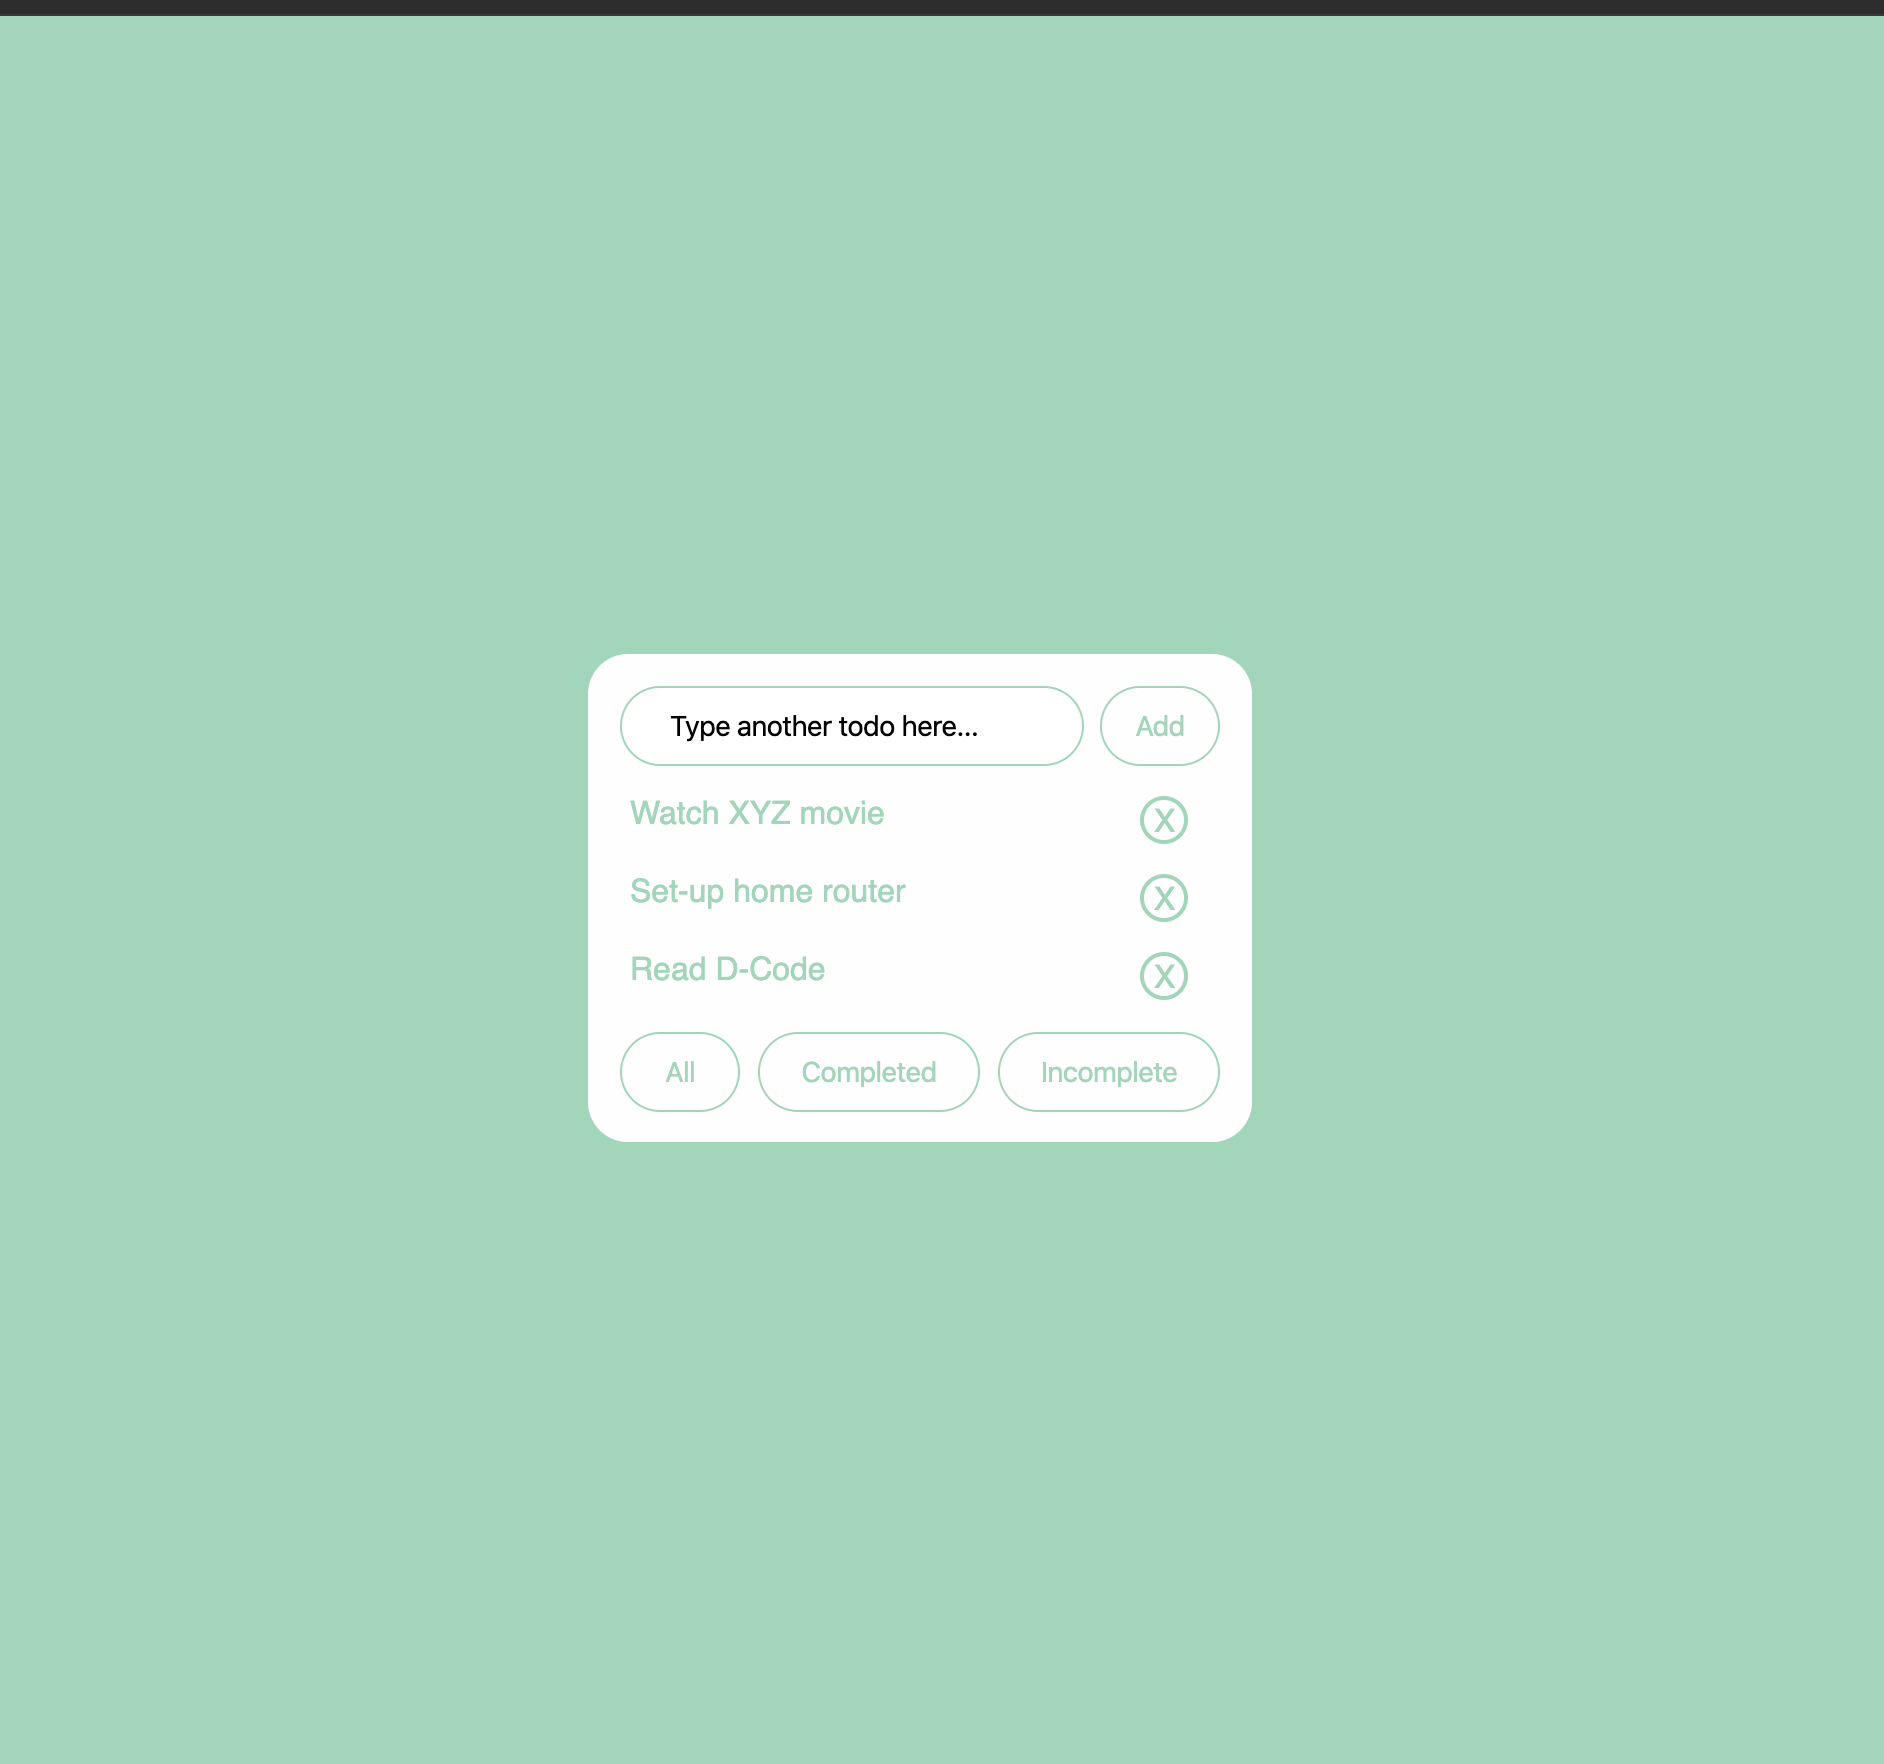 Type another todo here...
Add
Watch XYZ movie
X
Set-up home router
X
Read D-Code
X
All
Completed
Incomplete